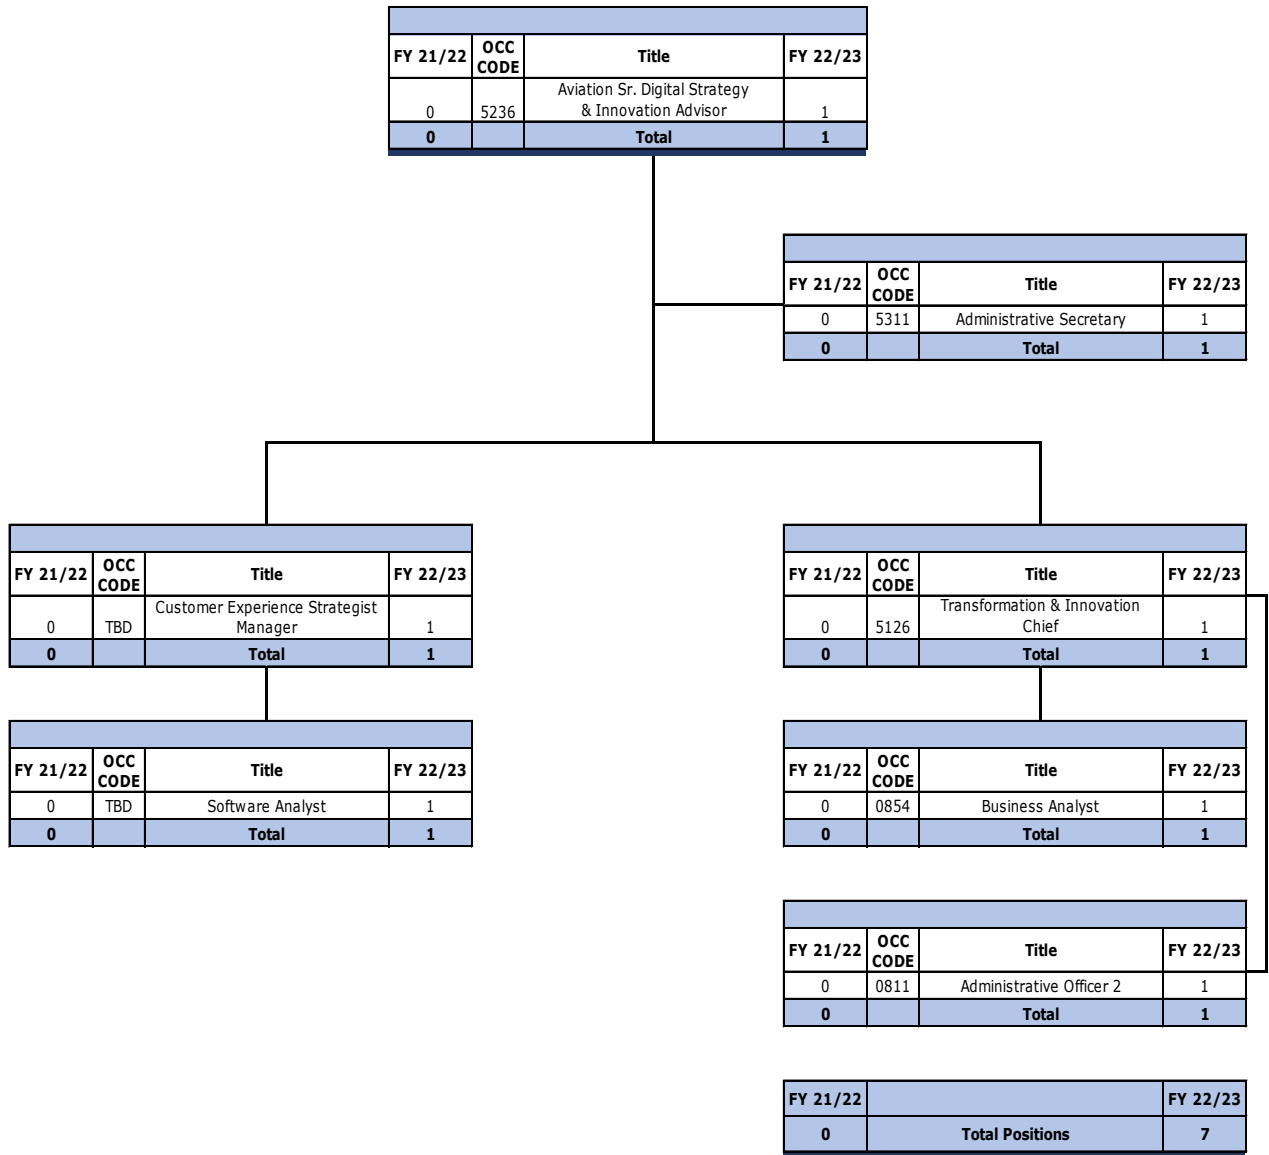 FY 21/22 OCC CODE Title FY 22/23
0 5236 Aviation Sr. Digital Strategy
& Innovation Advisor 1
0 Total 1
FY 21/22 OCC CODE Title FY 22/23
0 5311 Administrative Secretary 1
0 Total 1
FY 21/22 OCC CODE Title FY 22/23
0 TBD Customer Experience Strategist
Manager 1
0 Total 1
FY 21/22 OCC CODE Title FY 22/23
0 TBD Software Analyst 1
0 Total 1
FY 21/22 OCC CODE Title FY 22/23
0 5126 Transformation & Innovation
Chief 1
0 Total 1
FY 21/22 OCC CODE Title FY 22/23
0 0854 Business Analyst 1
0 Total 1
FY 21/22 OCC CODE Title FY 22/23
0 0811 Administrative Officer 2 1
0 Total 1
FY 21/22 FY 22/23
0 Total Positions 7